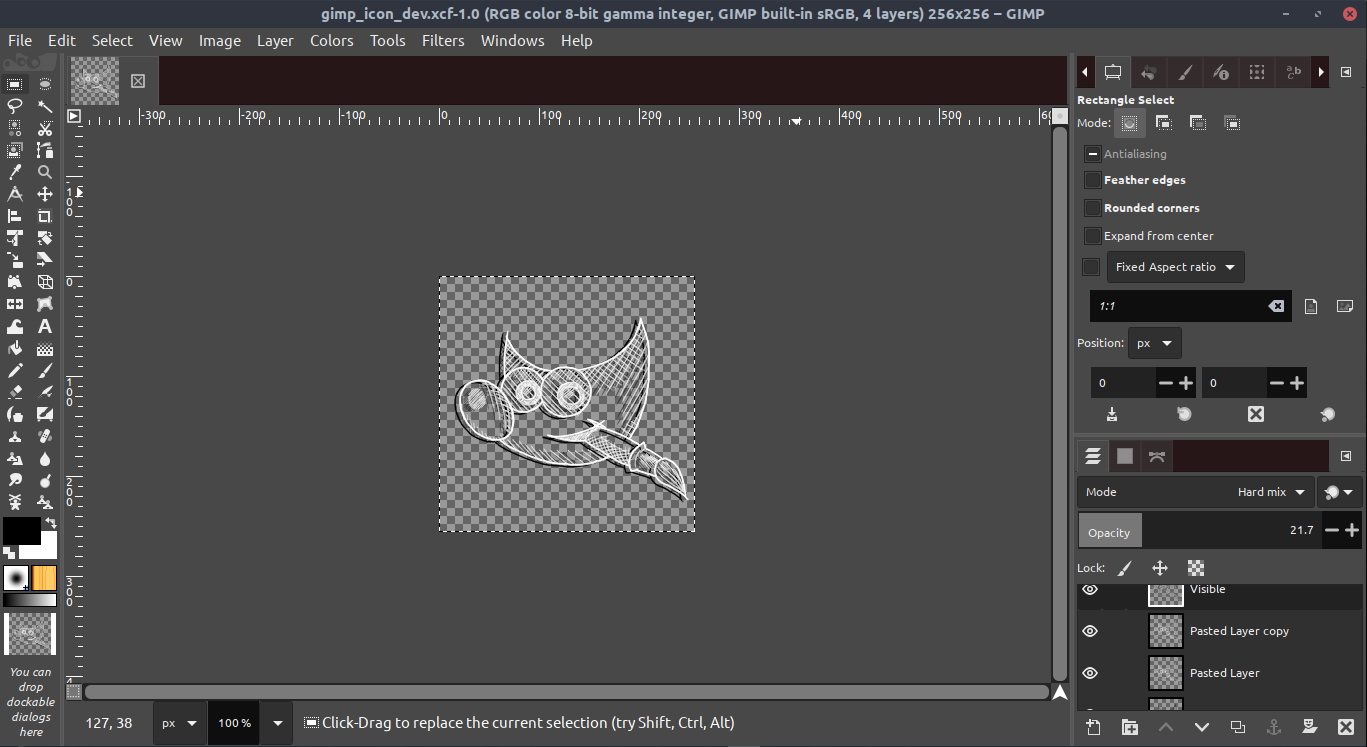 gimp_icon_dev.xcf-1.0 (RGB color 8-bit gamma integer, GIMP built-in sRGB, 4 layers) 256x256 – GIMP
File Edit Select View Image Layer Colors Tools Filters Windows Help
-300 -200 -100 0 100 200 300 400 500
Rectangle Select
Mode:
Antialiasing
Feather edges
Rounded corners
Expand from center
Fixed Aspect ratio
1:1
Position: px
0 0
100
0
100
200
300
Mode Hard mix
Opacity 21.7
Lock:
Visible
Pasted Layer copy
Pasted Layer
You can
drop
dockable
dialogs
here
127, 38 px 100 % Click-Drag to replace the current selection (try Shift, Ctrl, Alt)